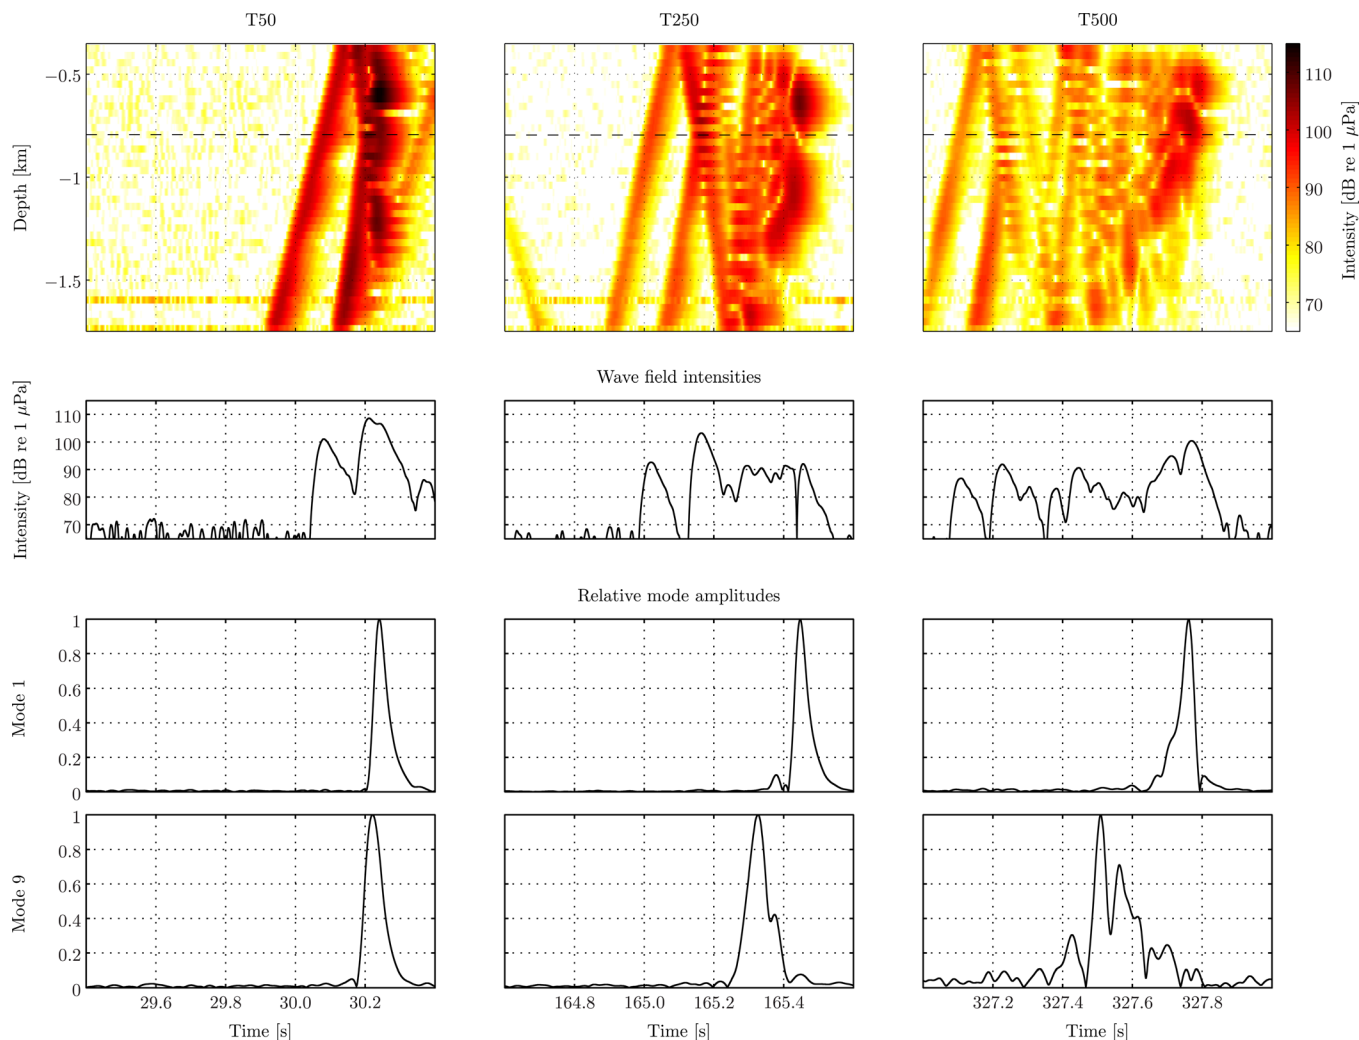 T50 T250 T500
−0.5
−1
−1.5
Depth [km]
110
100
90
80
70
Intensity [dB re 1 μPa]
Wave field intensities
110
100
90
80
70
Intensity [dB re 1 μPa]
Relative mode amplitudes
1
0.8
0.6
0.4
0.2
0
Mode 1
1
0.8
0.6
0.4
0.2
0
Mode 9
29.6 29.8 30.0 30.2 164.8 165.0 165.2 165.4 327.2 327.4 327.6 327.8
Time [s] Time [s] Time [s]